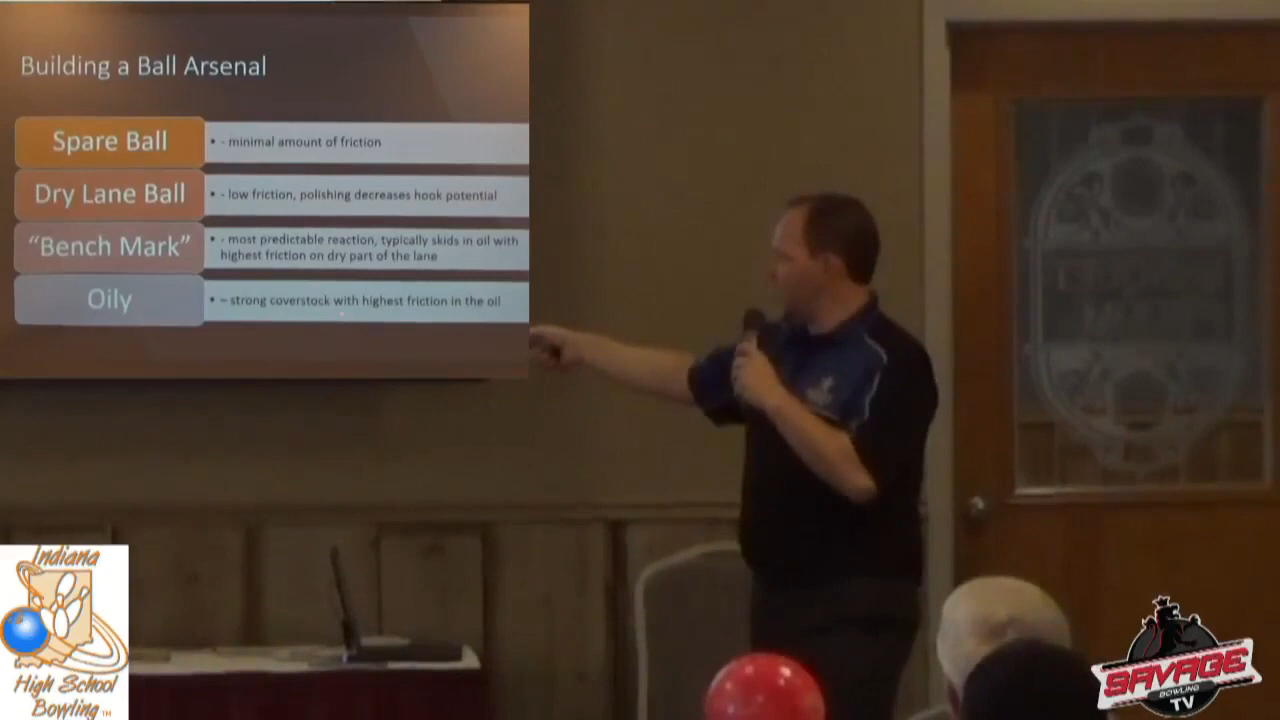 Building a Ball Arsenal
Spare Ball
• - minimal amount of friction
Dry Lane Ball
• - low friction, polishing decreases hook potential
“Bench Mark”
• - most predictable reaction, typically skids in oil with
highest friction on dry part of the lane
Oily
• – strong coverstock with highest friction in the oil
Indiana
High School
Bowling™
SAVAGE
BOWLING
TV